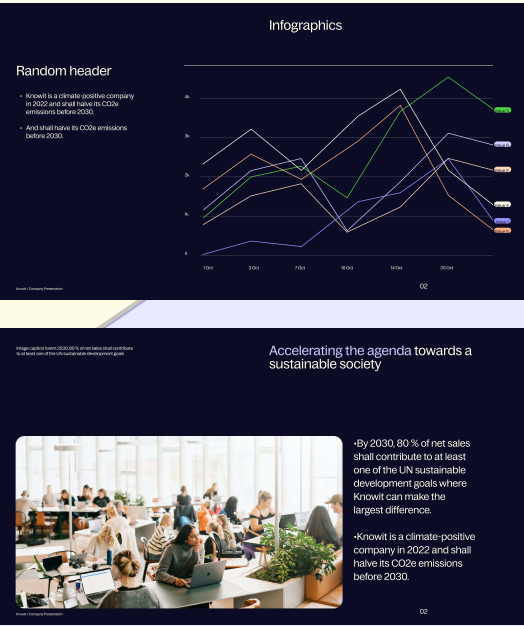 Infographics
Random header
• Knowit is a climate-positive company
in 2022 and shall halve its CO2e
emissions before 2030.
• And shall halve its CO2e emissions
before 2030.
4k
3k
2k
1k
0
1 Oct
3 Oct
7 Oct
10 Oct
14 Oct
20 Oct
Knowit / Company Presentation
02
Image caption lorem 2030, 80 % of net sales shall contribute
to at least one of the UN sustainable development goals
Accelerating the agenda towards a
sustainable society
•By 2030, 80 % of net sales
shall contribute to at least
one of the UN sustainable
development goals where
Knowit can make the
largest difference.
•Knowit is a climate-positive
company in 2022 and shall
halve its CO2e emissions
before 2030.
Knowit / Company Presentation
02